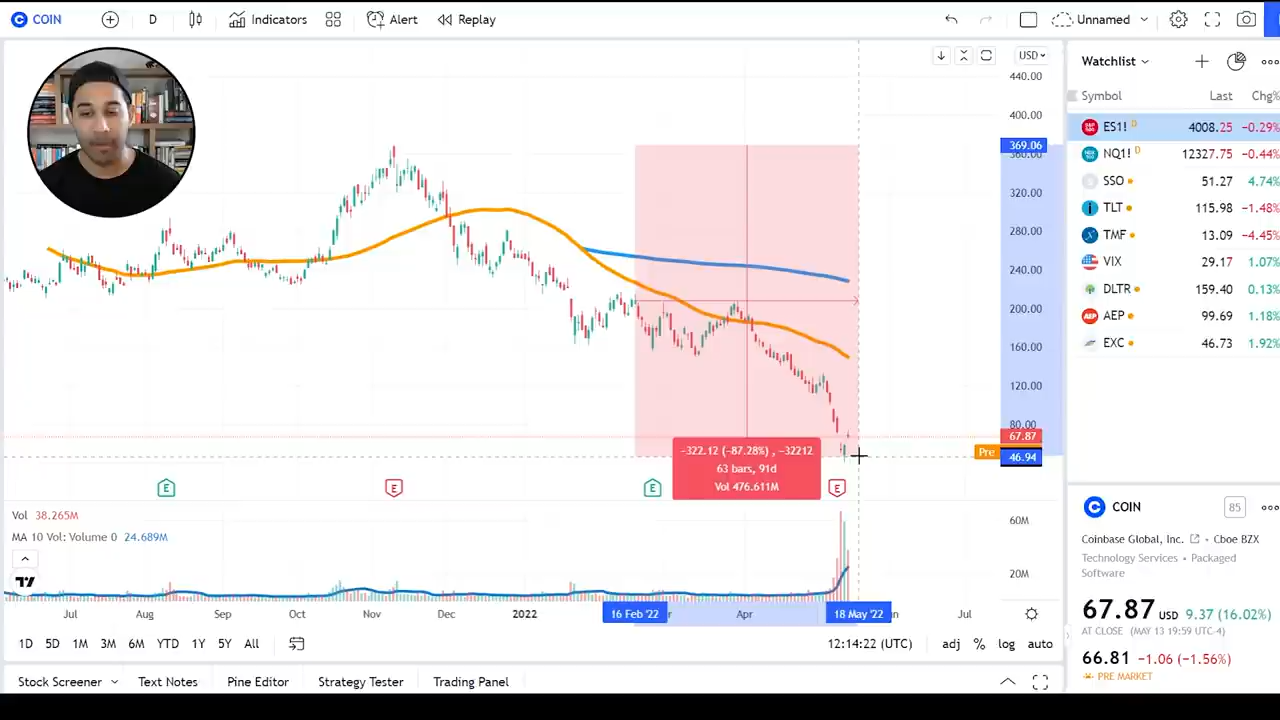 COIN D Indicators Alert Replay Unnamed
USD
440.00
400.00
369.06
360.00
320.00
280.00
240.00
200.00
160.00
120.00
80.00
67.87
Pre
46.94
-322.12 (-87.28%) , -32212
63 bars, 91d
Vol 476.611M
E E E E
Vol 38.265M
MA 10 Vol: Volume 0 24.689M
60M
20M
Jul Aug Sep Oct Nov Dec 2022 16 Feb '22 Apr 18 May '22 Jul
1D 5D 1M 3M 6M YTD 1Y 5Y All 12:14:22 (UTC) adj % log auto
Stock Screener Text Notes Pine Editor Strategy Tester Trading Panel
Watchlist
Symbol Last Chg%
ES1! D 4008.25 -0.29%
NQ1! D 12327.75 -0.44%
SSO 51.27 4.74%
TLT 115.98 -1.48%
TMF 13.09 -4.45%
VIX 29.17 1.07%
DLTR 159.40 0.13%
AEP 99.69 1.18%
EXC 46.73 1.92%
COIN 85
Coinbase Global, Inc. • Cboe BZX
Technology Services • Packaged
Software
67.87 USD 9.37 (16.02%)
AT CLOSE (MAY 13 19:59 UTC-4)
66.81 -1.06 (-1.56%)
PRE MARKET